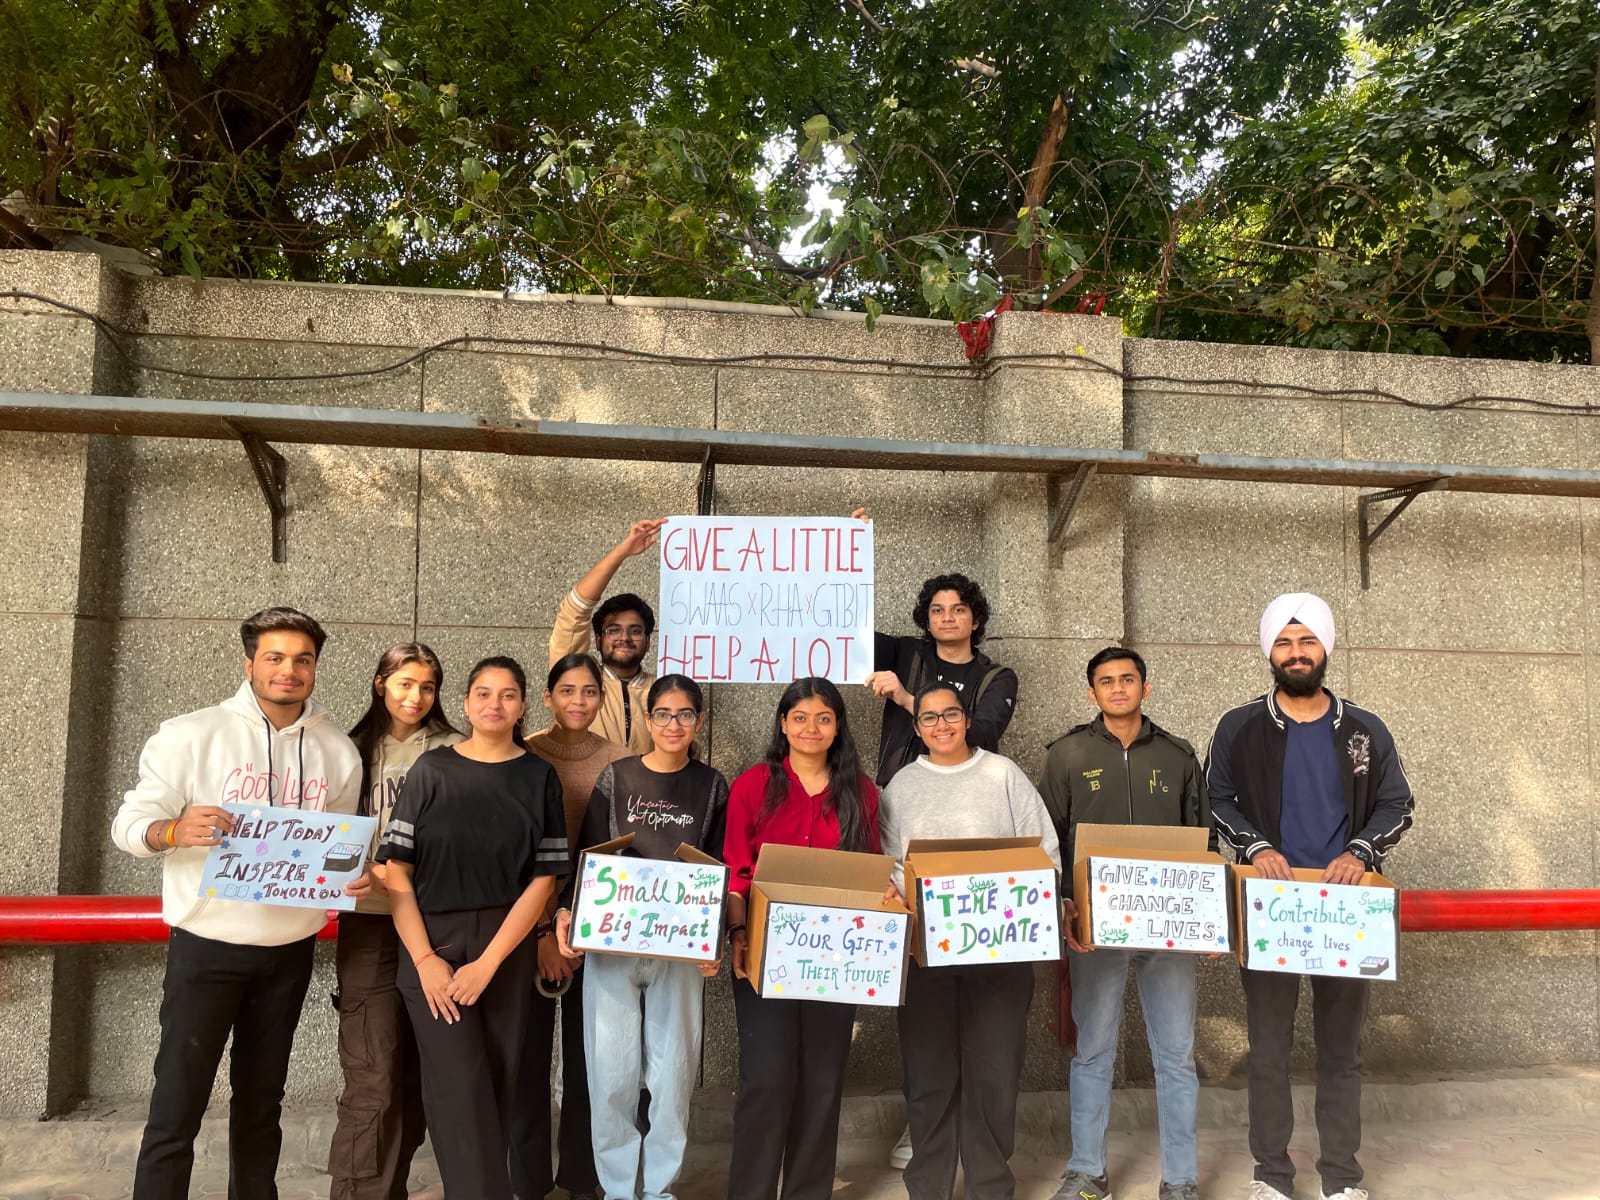 GIVE A LITTLE
SWAAS X RHA X GTBIT
HELP A LOT
GOOD LUCK
HELP TODAY
INSPIRE
TOMORROW
Uncertain
but Optimistic
SWAAS
Small Donate
Big Impact
SWAAS
YOUR GIFT,
THEIR FUTURE
SWAAS
TIME TO
DONATE
GIVE HOPE
CHANGE
LIVES
SWAAS
SWAAS
Contribute,
change lives